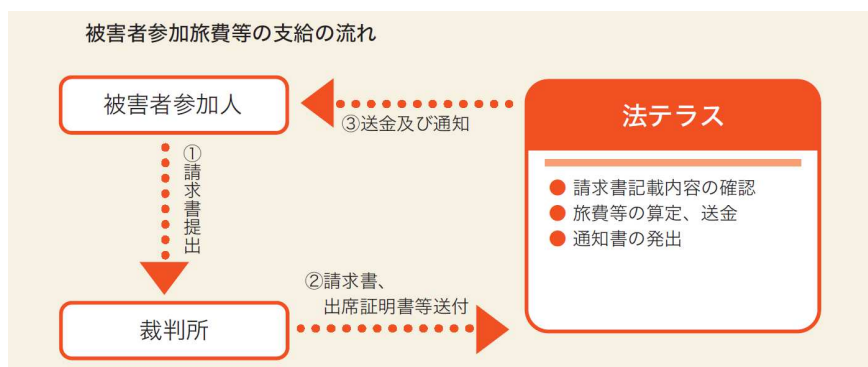 被害者参加旅費等の支給の流れ
被害者参加人
③送金及び通知
法テラス
● 請求書記載内容の確認
● 旅費等の算定、送金
● 通知書の発出
①請求書提出
②請求書、
出席証明書等送付
裁判所